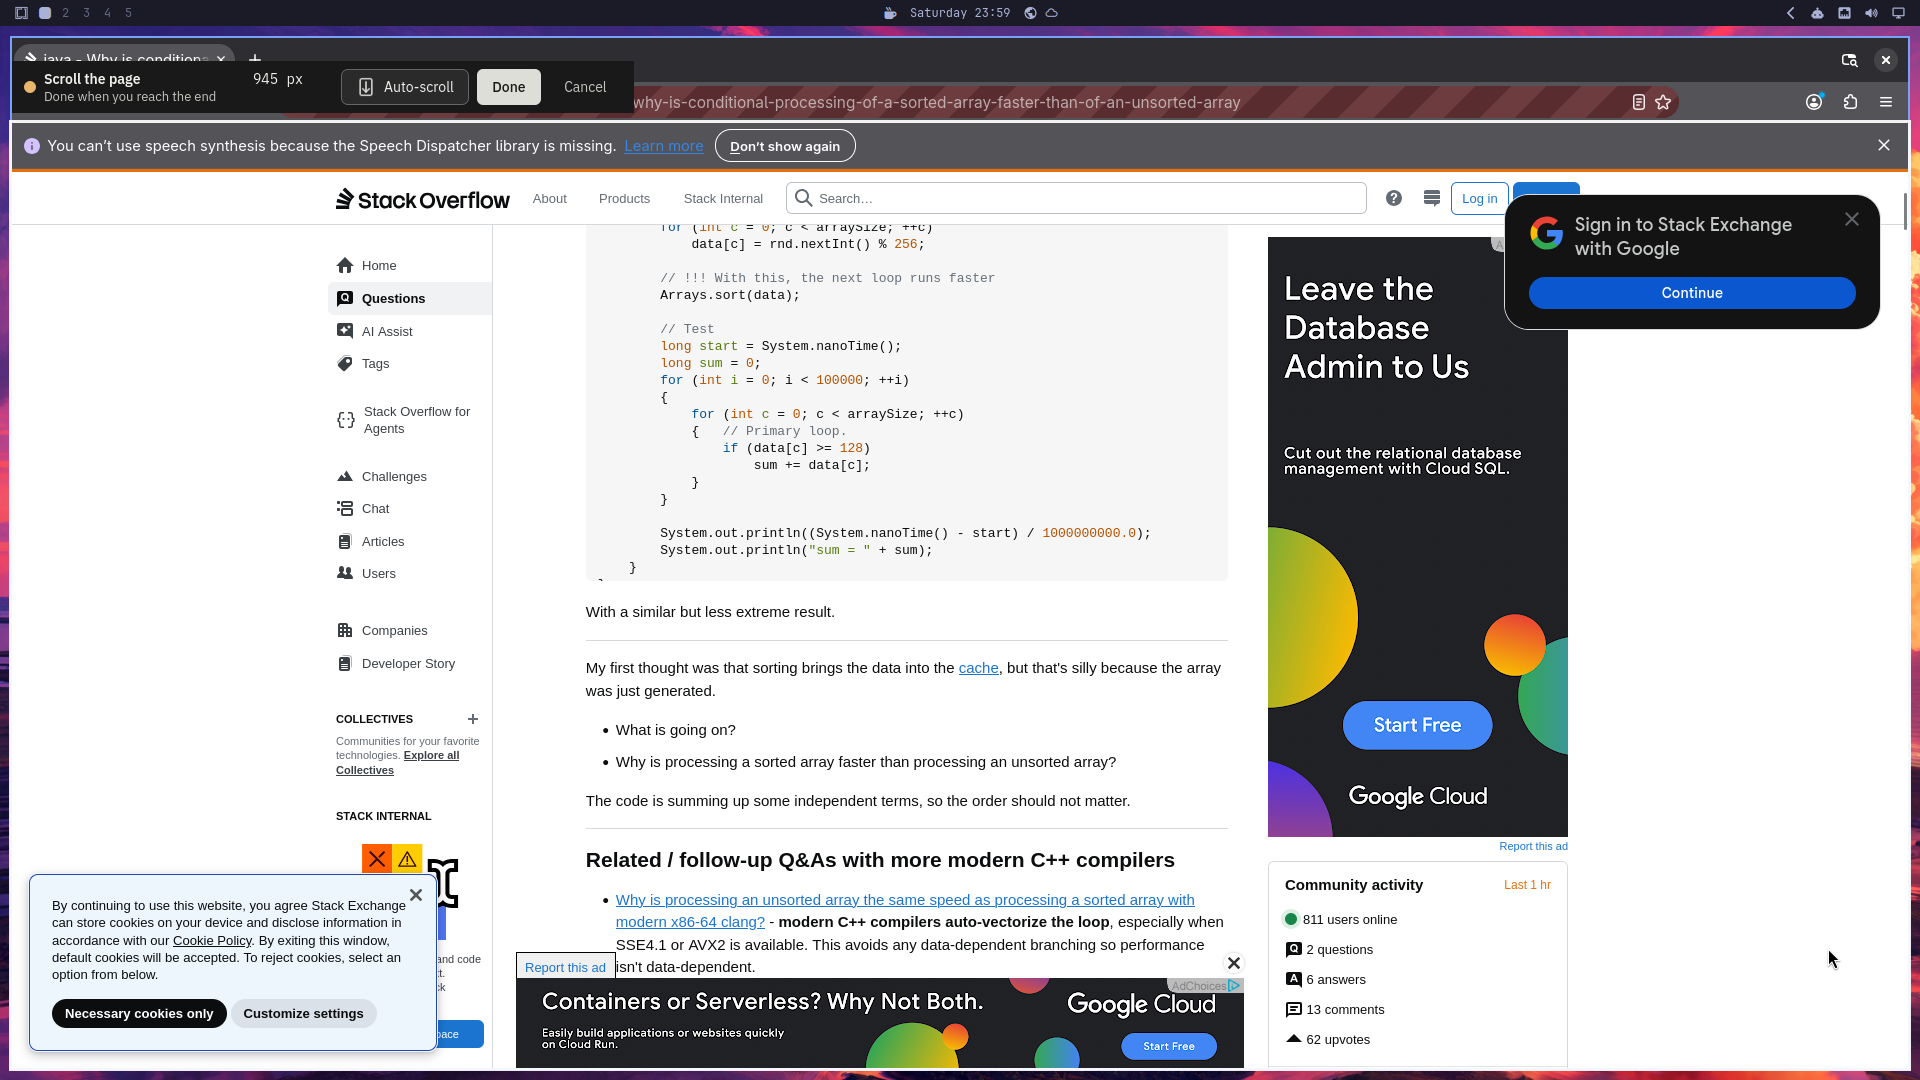 2 3 4 5
Saturday 23:59
java - Why is conditiona
Scroll the page
Done when you reach the end
945 px
Auto-scroll
Done
Cancel
why-is-conditional-processing-of-a-sorted-array-faster-than-of-an-unsorted-array
You can't use speech synthesis because the Speech Dispatcher library is missing. Learn more
Don't show again
Stack Overflow
About
Products
Stack Internal
Search…
Log in
Sign in to Stack Exchange
with Google
Continue
Home
Questions
AI Assist
Tags
Stack Overflow for
Agents
Challenges
Chat
Articles
Users
Companies
Developer Story
COLLECTIVES
Communities for your favorite
technologies. Explore all
Collectives
STACK INTERNAL
and code
ck
pace
for (int c = 0; c < arraySize; ++c)
data[c] = rnd.nextInt() % 256;
// !!! With this, the next loop runs faster
Arrays.sort(data);
// Test
long start = System.nanoTime();
long sum = 0;
for (int i = 0; i < 100000; ++i)
{
for (int c = 0; c < arraySize; ++c)
{   // Primary loop.
if (data[c] >= 128)
sum += data[c];
}
}
System.out.println((System.nanoTime() - start) / 1000000000.0);
System.out.println("sum = " + sum);
}
With a similar but less extreme result.
My first thought was that sorting brings the data into the cache, but that's silly because the array
was just generated.
• What is going on?
• Why is processing a sorted array faster than processing an unsorted array?
The code is summing up some independent terms, so the order should not matter.
Related / follow-up Q&As with more modern C++ compilers
• Why is processing an unsorted array the same speed as processing a sorted array with
modern x86-64 clang? - modern C++ compilers auto-vectorize the loop, especially when
SSE4.1 or AVX2 is available. This avoids any data-dependent branching so performance
isn't data-dependent.
Leave the
Database
Admin to Us
Cut out the relational database
management with Cloud SQL.
Start Free
Google Cloud
Report this ad
Community activity
Last 1 hr
811 users online
2 questions
6 answers
13 comments
62 upvotes
By continuing to use this website, you agree Stack Exchange
can store cookies on your device and disclose information in
accordance with our Cookie Policy. By exiting this window,
default cookies will be accepted. To reject cookies, select an
option from below.
Necessary cookies only
Customize settings
Report this ad
AdChoices
Containers or Serverless? Why Not Both.
Easily build applications or websites quickly
on Cloud Run.
Google Cloud
Start Free